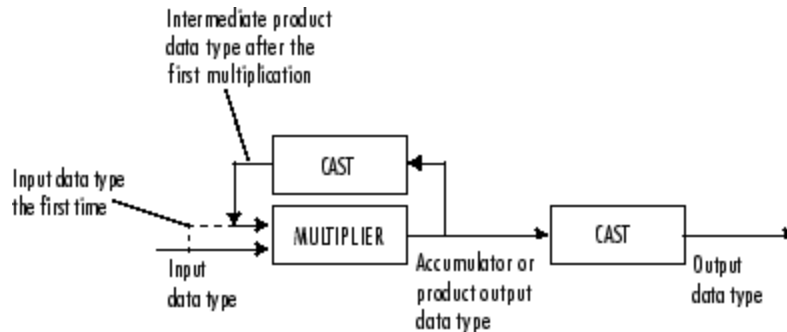 Intermediate product
data type after the
first multiplication
CAST
Input data type
the first time
MULTIPLIER
CAST
Input
data type
Accumulator or
product output
data type
Output
data type